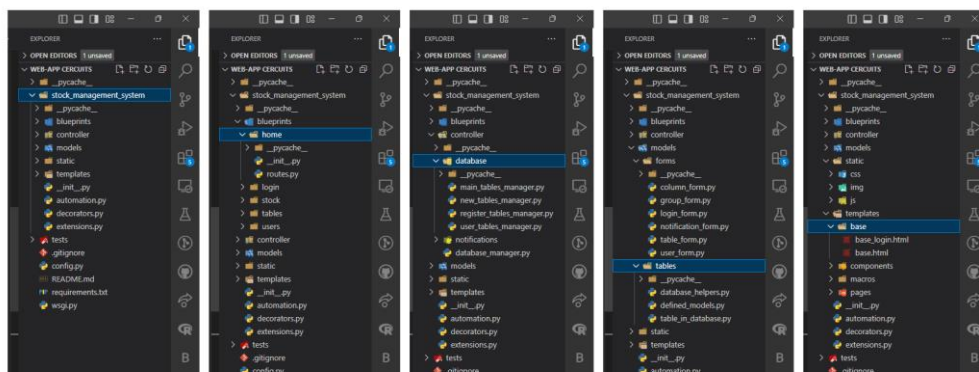 EXPLORER
OPEN EDITORS 1 unsaved
WEB-APP CERCUITS
__pycache__
stock_management_system
__pycache__
blueprints
controller
models
static
templates
__init__.py
automation.py
decorators.py
extensions.py
tests
.gitignore
config.py
README.md
requirements.txt
wsgi.py
EXPLORER
OPEN EDITORS 1 unsaved
WEB-APP CERCUITS
__pycache__
stock_management_system
__pycache__
blueprints
home
__pycache__
__init__.py
routes.py
login
stock
tables
users
controller
models
static
templates
__init__.py
automation.py
decorators.py
extensions.py
tests
.gitignore
config.py
EXPLORER
OPEN EDITORS 1 unsaved
WEB-APP CERCUITS
__pycache__
stock_management_system
__pycache__
blueprints
controller
__pycache__
database
__pycache__
main_tables_manager.py
new_tables_manager.py
register_tables_manager.py
user_tables_manager.py
notifications
database_manager.py
models
static
templates
__init__.py
automation.py
decorators.py
extensions.py
tests
.gitignore
EXPLORER
OPEN EDITORS 1 unsaved
WEB-APP CERCUITS
__pycache__
stock_management_system
__pycache__
blueprints
controller
models
forms
__pycache__
column_form.py
group_form.py
login_form.py
notification_form.py
table_form.py
user_form.py
tables
__pycache__
database_helpers.py
defined_models.py
table_in_database.py
static
templates
__init__.py
automation.py
EXPLORER
OPEN EDITORS 1 unsaved
WEB-APP CERCUITS
__pycache__
stock_management_system
__pycache__
blueprints
controller
models
static
css
img
js
templates
base
base_login.html
base.html
components
macros
pages
__init__.py
automation.py
decorators.py
extensions.py
tests
.gitignore